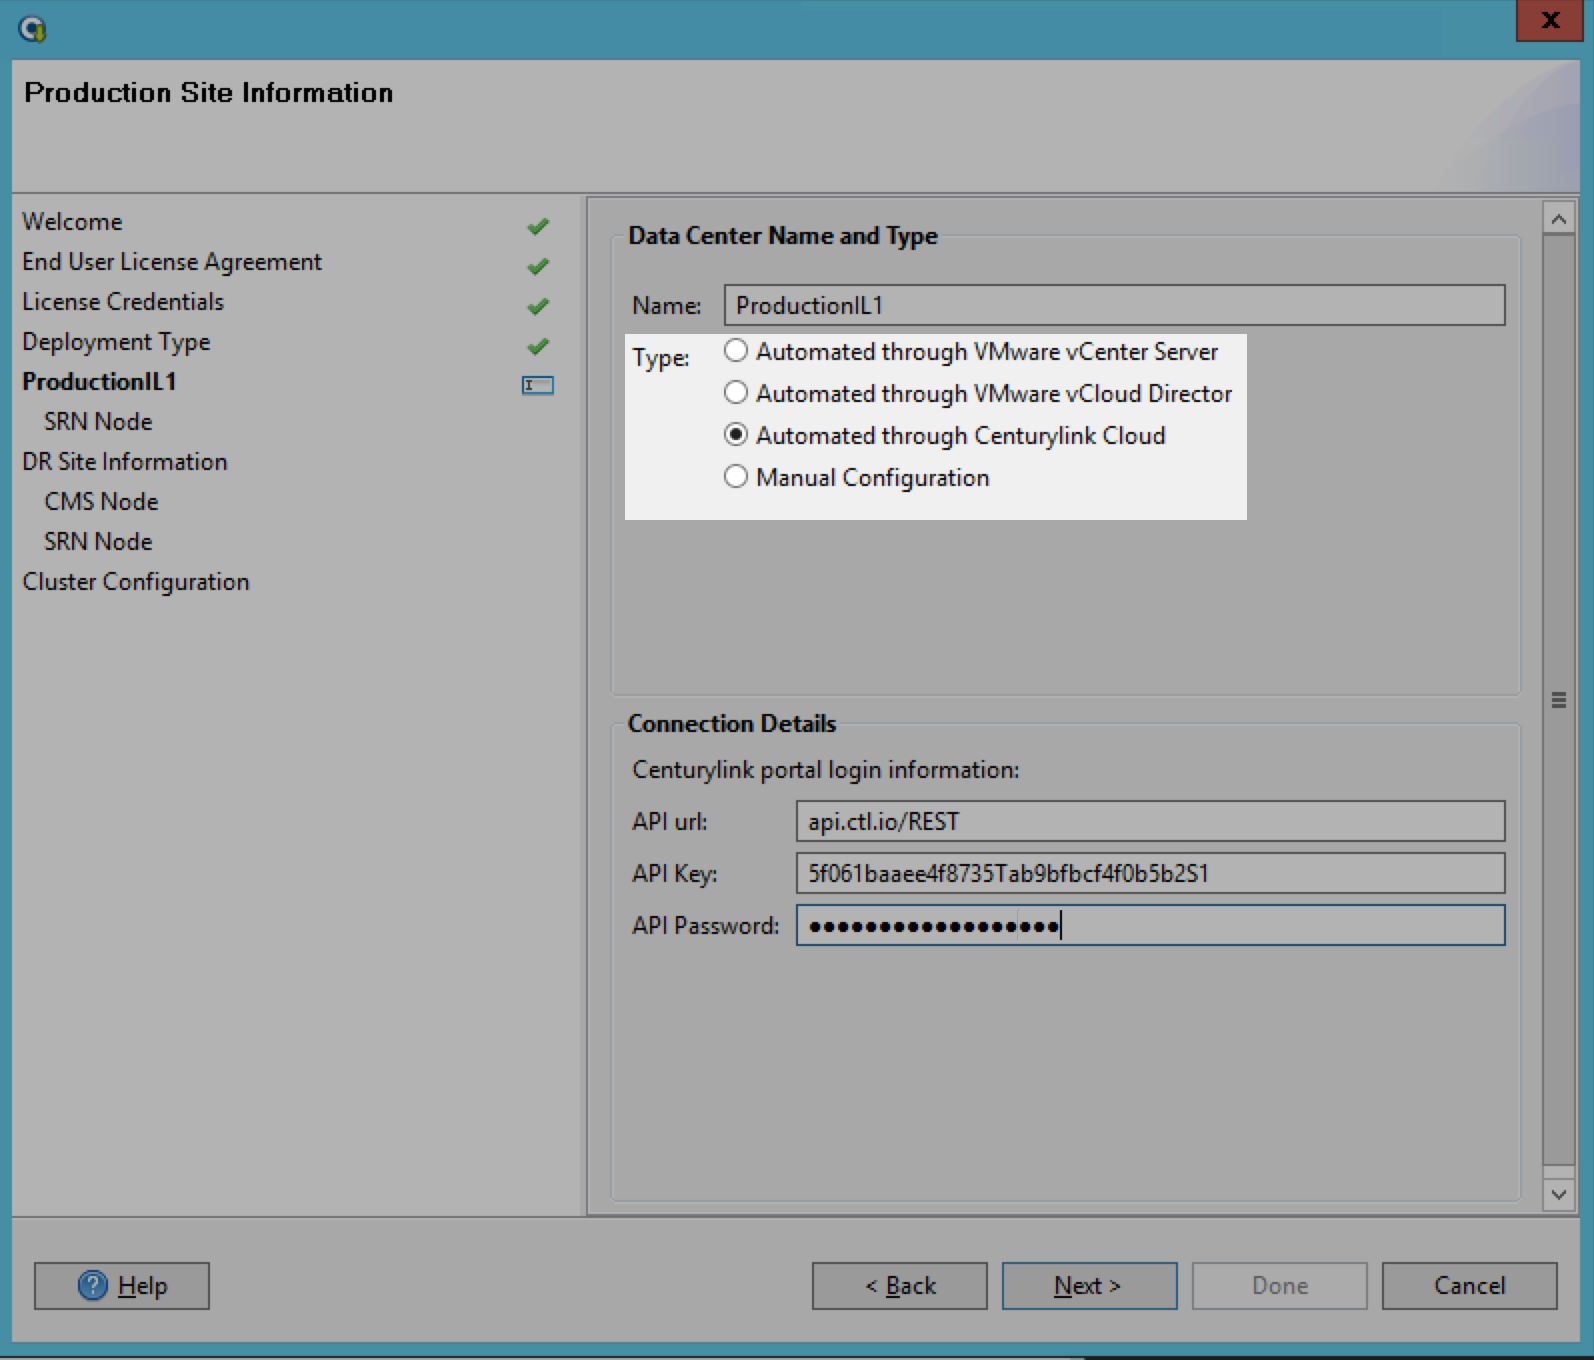 X
Production Site Information
Welcome
End User License Agreement
License Credentials
Deployment Type
ProductionIL1
SRN Node
DR Site Information
CMS Node
SRN Node
Cluster Configuration
Data Center Name and Type
Name: ProductionIL1
Type: Automated through VMware vCenter Server
Automated through VMware vCloud Director
Automated through Centurylink Cloud
Manual Configuration
Connection Details
Centurylink portal login information:
API url: api.ctl.io/REST
API Key: 5f061baaee4f8735Tab9bfbcf4f0b5b2S1
API Password: ••••••••••••••••••
? Help
< Back
Next >
Done
Cancel